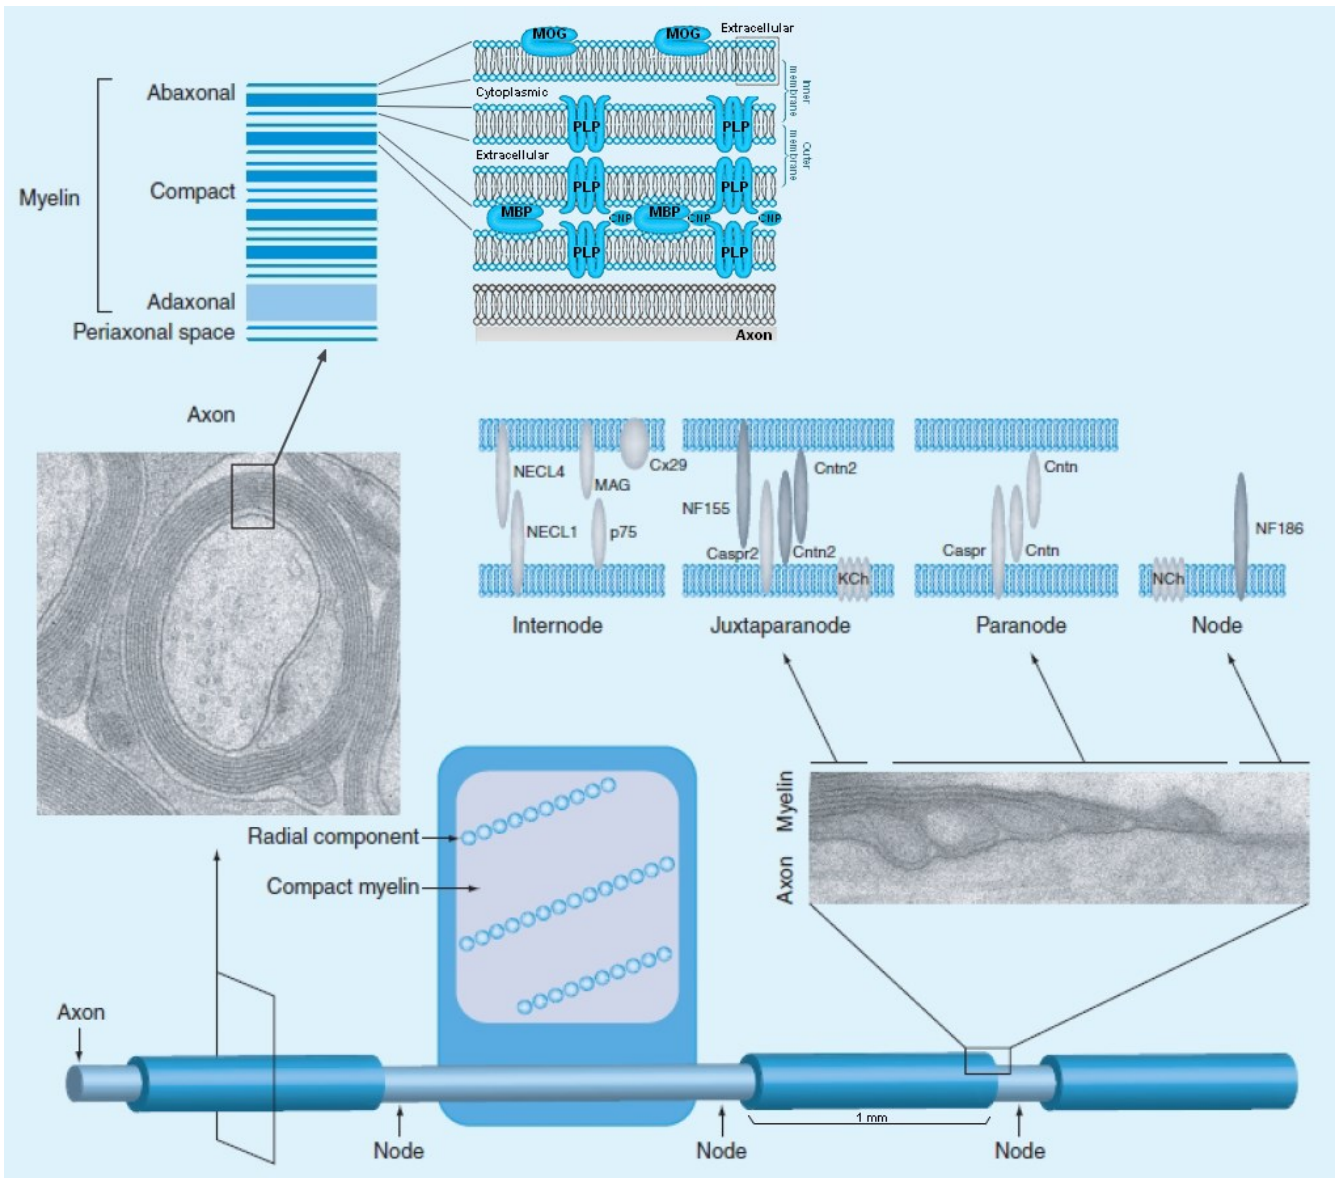 MOG
MOG
Extracellular
Inner
membrane
Cytoplasmic
PLP
PLP
Outer
membrane
Extracellular
PLP
PLP
MBP
CNP
MBP
CNP
CNP
PLP
PLP
Axon
Myelin
Abaxonal
Compact
Adaxonal
Periaxonal space
Axon
NECL4
MAG
Cx29
NECL1
p75
Internode
NF155
Cntn2
Caspr2
Cntn2
KCh
Juxtaparanode
Cntn
Caspr
Cntn
Paranode
NF186
NCh
Node
Radial component
Compact myelin
Myelin
Axon
Axon
Node
Node
1 mm
Node